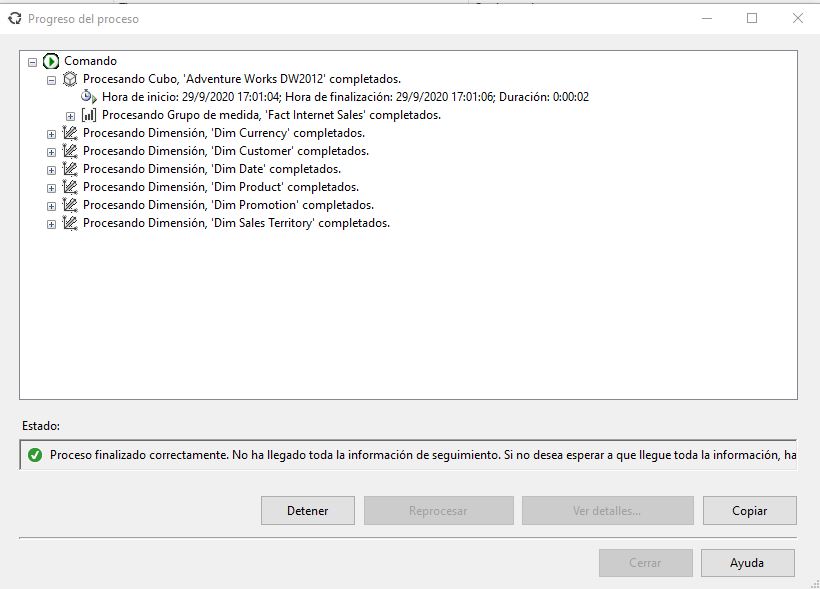 Progreso del proceso
Comando
Procesando Cubo, 'Adventure Works DW2012' completados.
Hora de inicio: 29/9/2020 17:01:04; Hora de finalización: 29/9/2020 17:01:06; Duración: 0:00:02
Procesando Grupo de medida, 'Fact Internet Sales' completados.
Procesando Dimensión, 'Dim Currency' completados.
Procesando Dimensión, 'Dim Customer' completados.
Procesando Dimensión, 'Dim Date' completados.
Procesando Dimensión, 'Dim Product' completados.
Procesando Dimensión, 'Dim Promotion' completados.
Procesando Dimensión, 'Dim Sales Territory' completados.
Estado:
Proceso finalizado correctamente. No ha llegado toda la información de seguimiento. Si no desea esperar a que llegue toda la información, ha
Detener
Reprocesar
Ver detalles...
Copiar
Cerrar
Ayuda